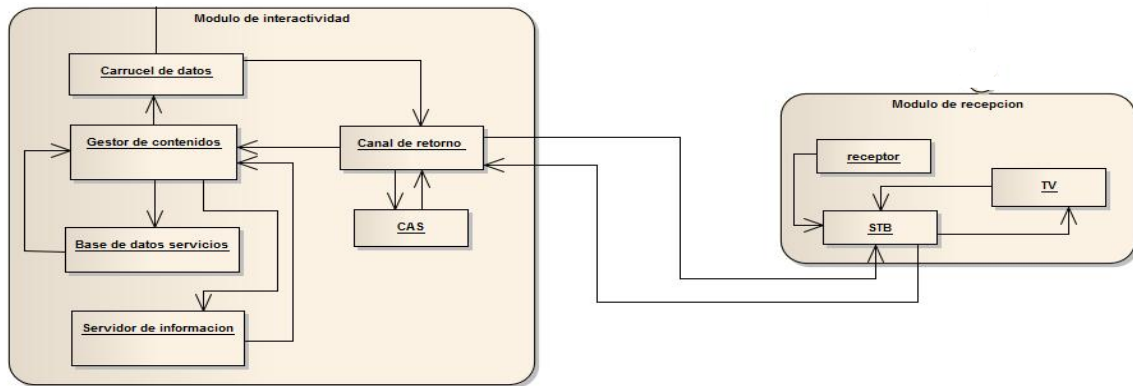 Modulo de interactividad
Carrucel de datos
Gestor de contenidos
Canal de retorno
CAS
Base de datos servicios
Servidor de informacion
Modulo de recepcion
receptor
TV
STB